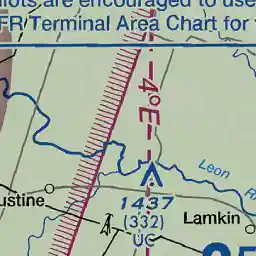 ilots are encouraged to use
FR Terminal Area Chart for
4°E
Leon
ustine
1437
(332)
UC
Lamkin